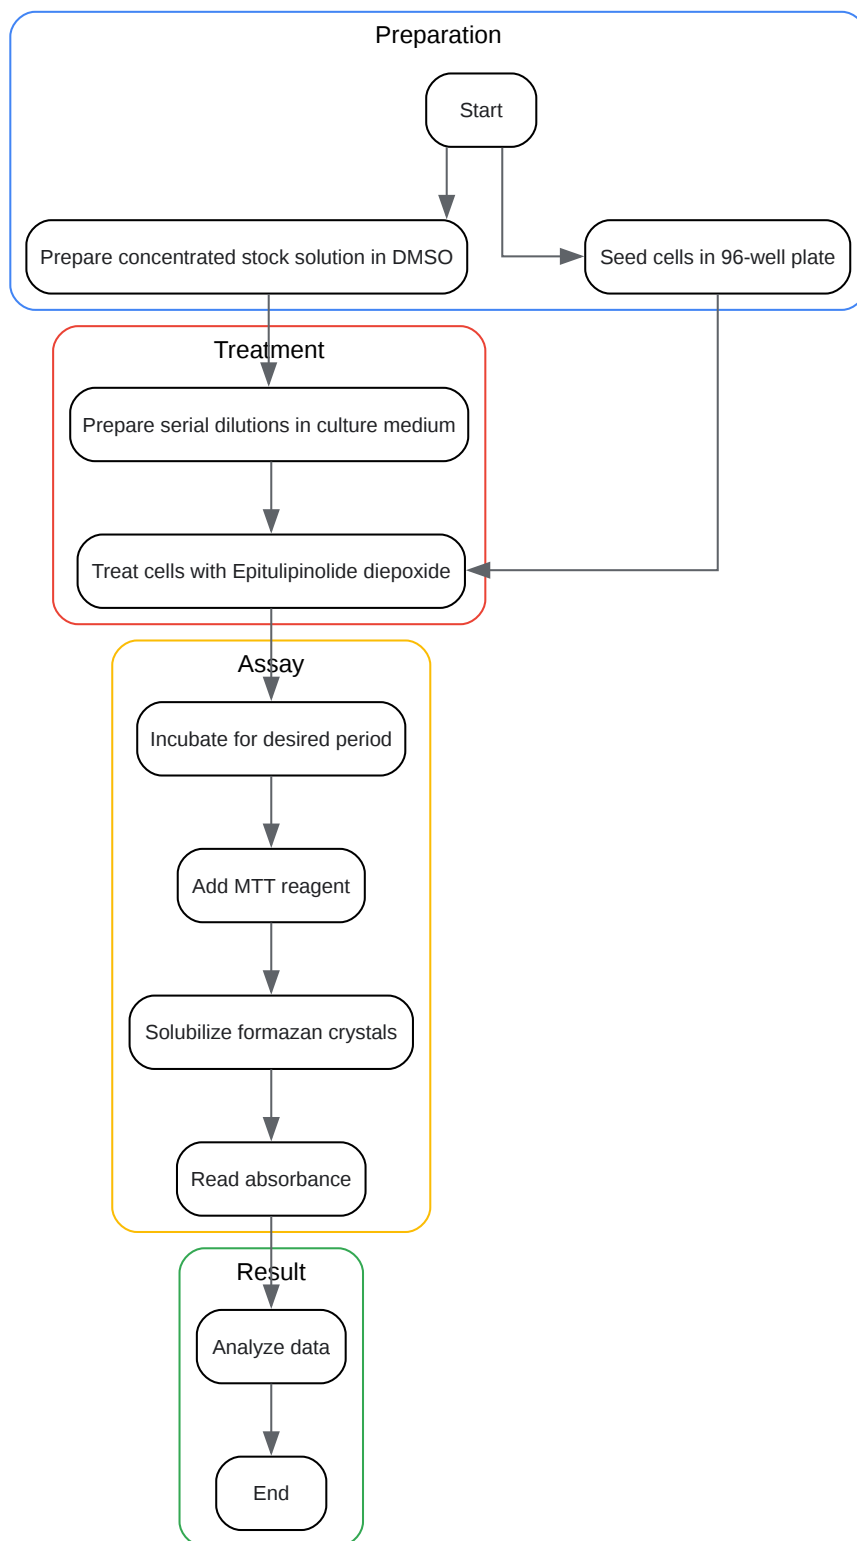 Preparation
Start
Prepare concentrated stock solution in DMSO
Seed cells in 96-well plate
Treatment
Prepare serial dilutions in culture medium
Treat cells with Epitulipinolide diepoxide
Assay
Incubate for desired period
Add MTT reagent
Solubilize formazan crystals
Read absorbance
Result
Analyze data
End